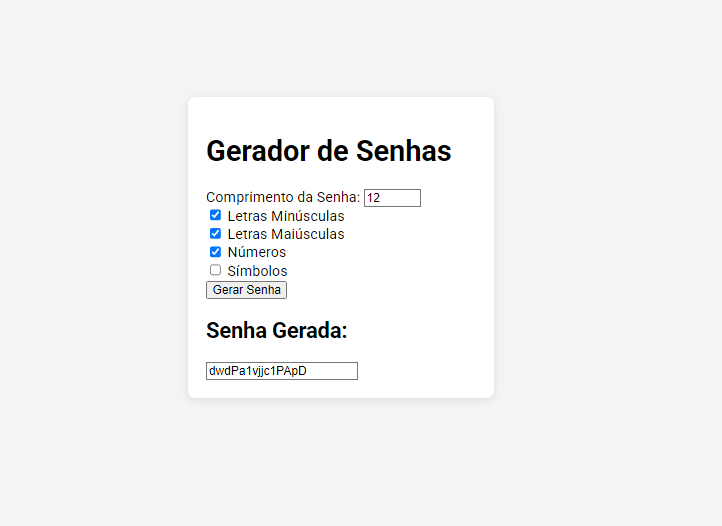 Gerador de Senhas
Comprimento da Senha: 12
Letras Minúsculas
Letras Maiúsculas
Números
Símbolos
Gerar Senha
Senha Gerada:
dwdPa1vjjc1PApD